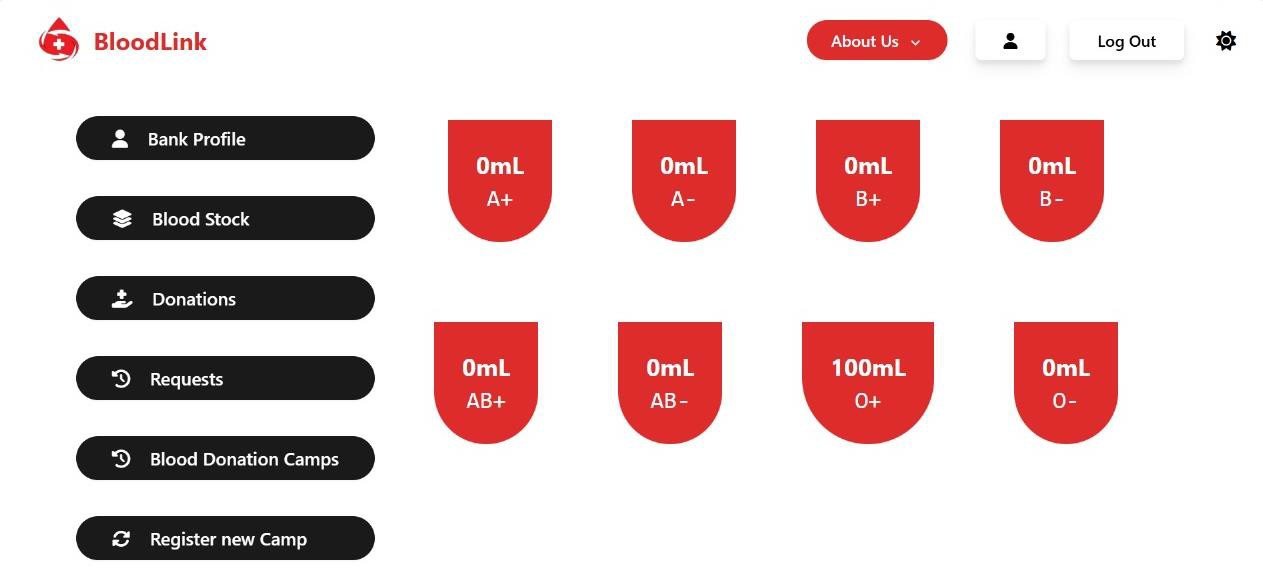 BloodLink
About Us
Log Out
Bank Profile
Blood Stock
Donations
Requests
Blood Donation Camps
Register new Camp
0mL
A+
0mL
A-
0mL
B+
0mL
B-
0mL
AB+
0mL
AB-
100mL
O+
0mL
O-